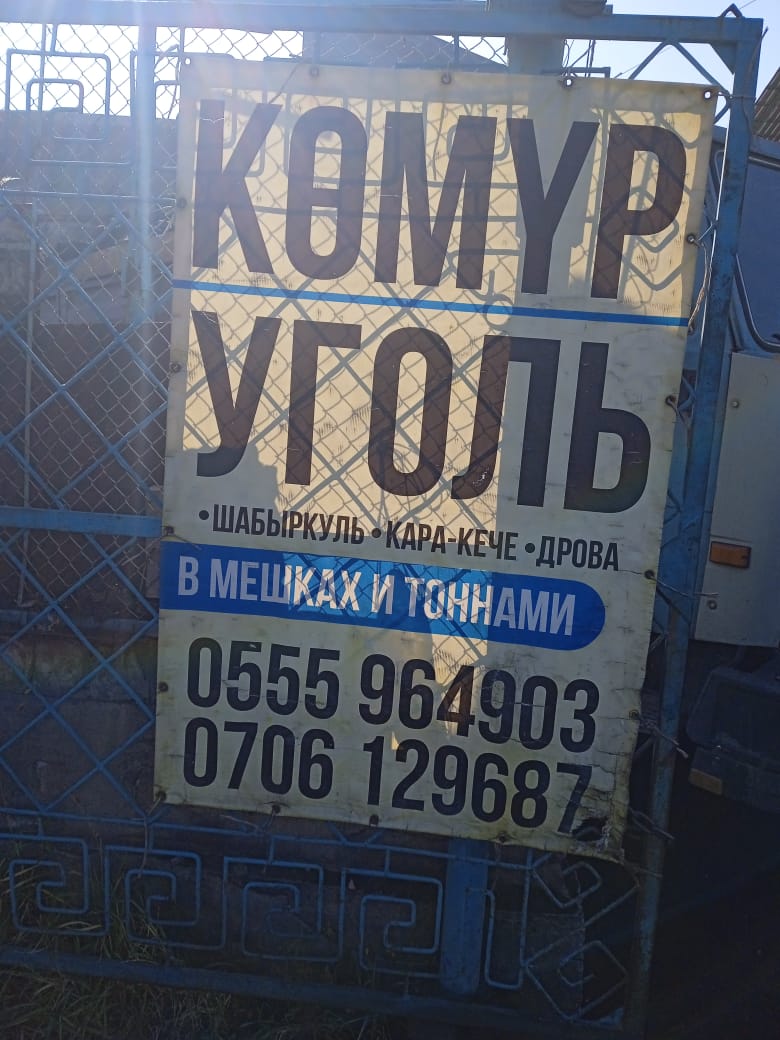 КӨМҮР
УГОЛЬ
•ШАБЫРКУЛЬ •КАРА-КЕЧЕ •ДРОВА
В МЕШКАХ И ТОННАМИ
0555 964903
0706 129687